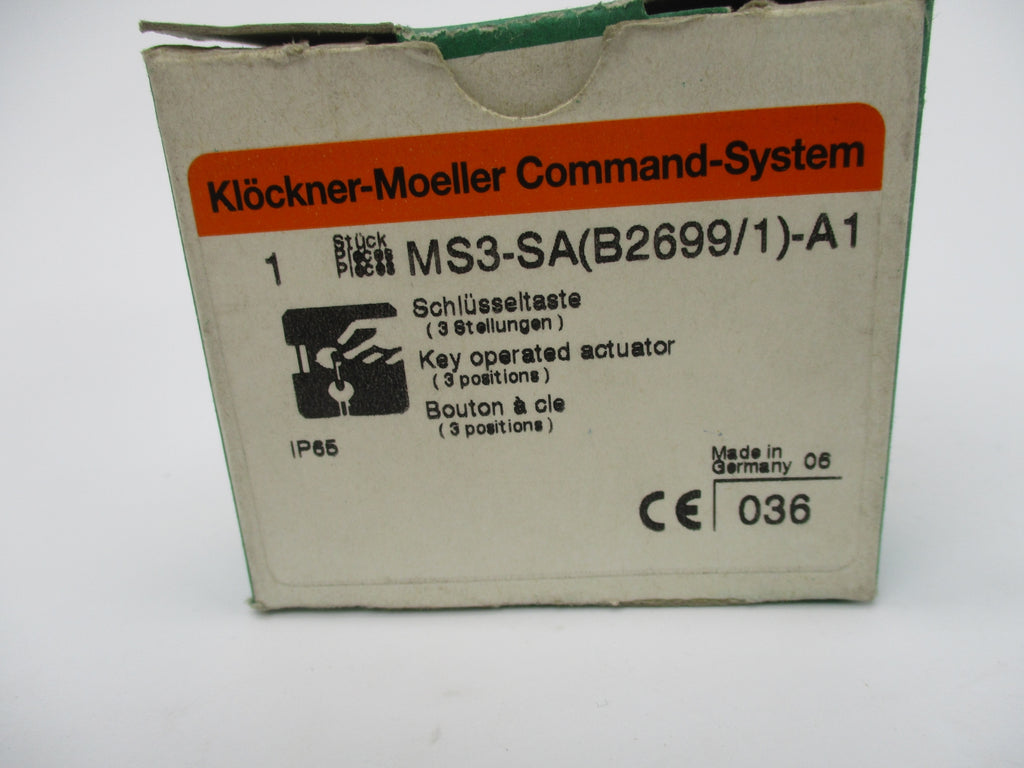 Klöckner-Moeller Command-System
1 Stück
Pieces
Pièces
MS3-SA(B2699/1)-A1
Schlüsseltaste
(3 Stellungen)
Key operated actuator
(3 positions)
Bouton à cle
(3 positions)
IP65
Made in
Germany 06
CE 036